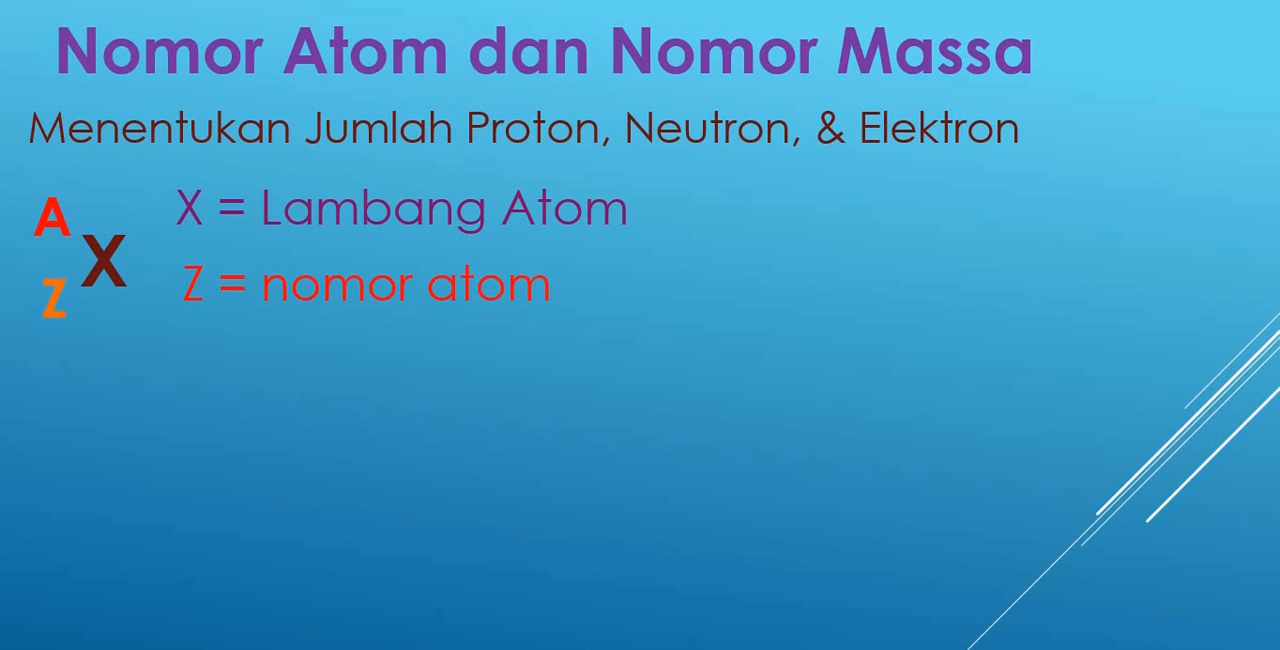 Nomor Atom dan Nomor Massa
Menentukan Jumlah Proton, Neutron, & Elektron
A
X
Z
X = Lambang Atom
Z = nomor atom